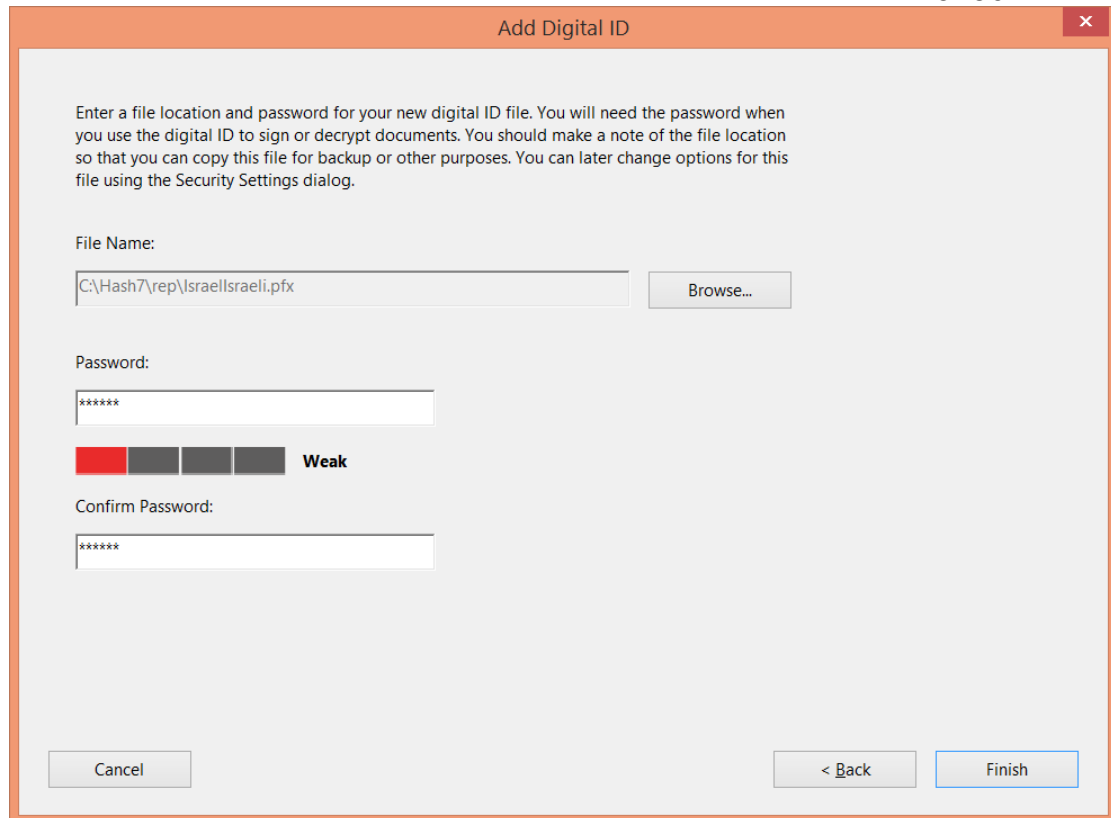 Add Digital ID
x
Enter a file location and password for your new digital ID file. You will need the password when
you use the digital ID to sign or decrypt documents. You should make a note of the file location
so that you can copy this file for backup or other purposes. You can later change options for this
file using the Security Settings dialog.
File Name:
C:\Hash7\rep\IsraelIsraeli.pfx
Browse...
Password:
******
Weak
Confirm Password:
******
Cancel
< Back
Finish